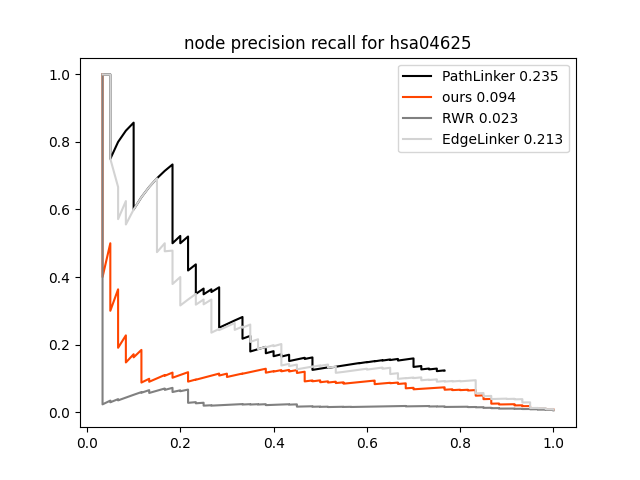 node precision recall for hsa04625
PathLinker 0.235
ours 0.094
RWR 0.023
EdgeLinker 0.213
1.0
0.8
0.6
0.4
0.2
0.0
0.0 0.2 0.4 0.6 0.8 1.0